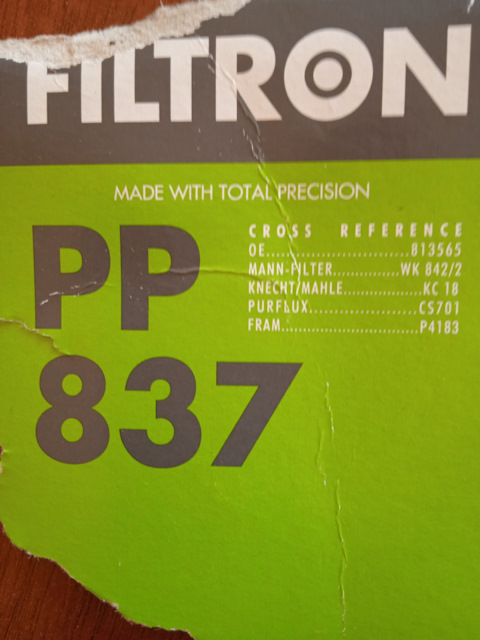 FILTRON
MADE WITH TOTAL PRECISION
PP
837
CROSS REFERENCE
OE............................813565
MANN-FILTER..............WK 842/2
KNECHT/MAHLE.................KC 18
PURFLUX.......................CS701
FRAM.............................P4183